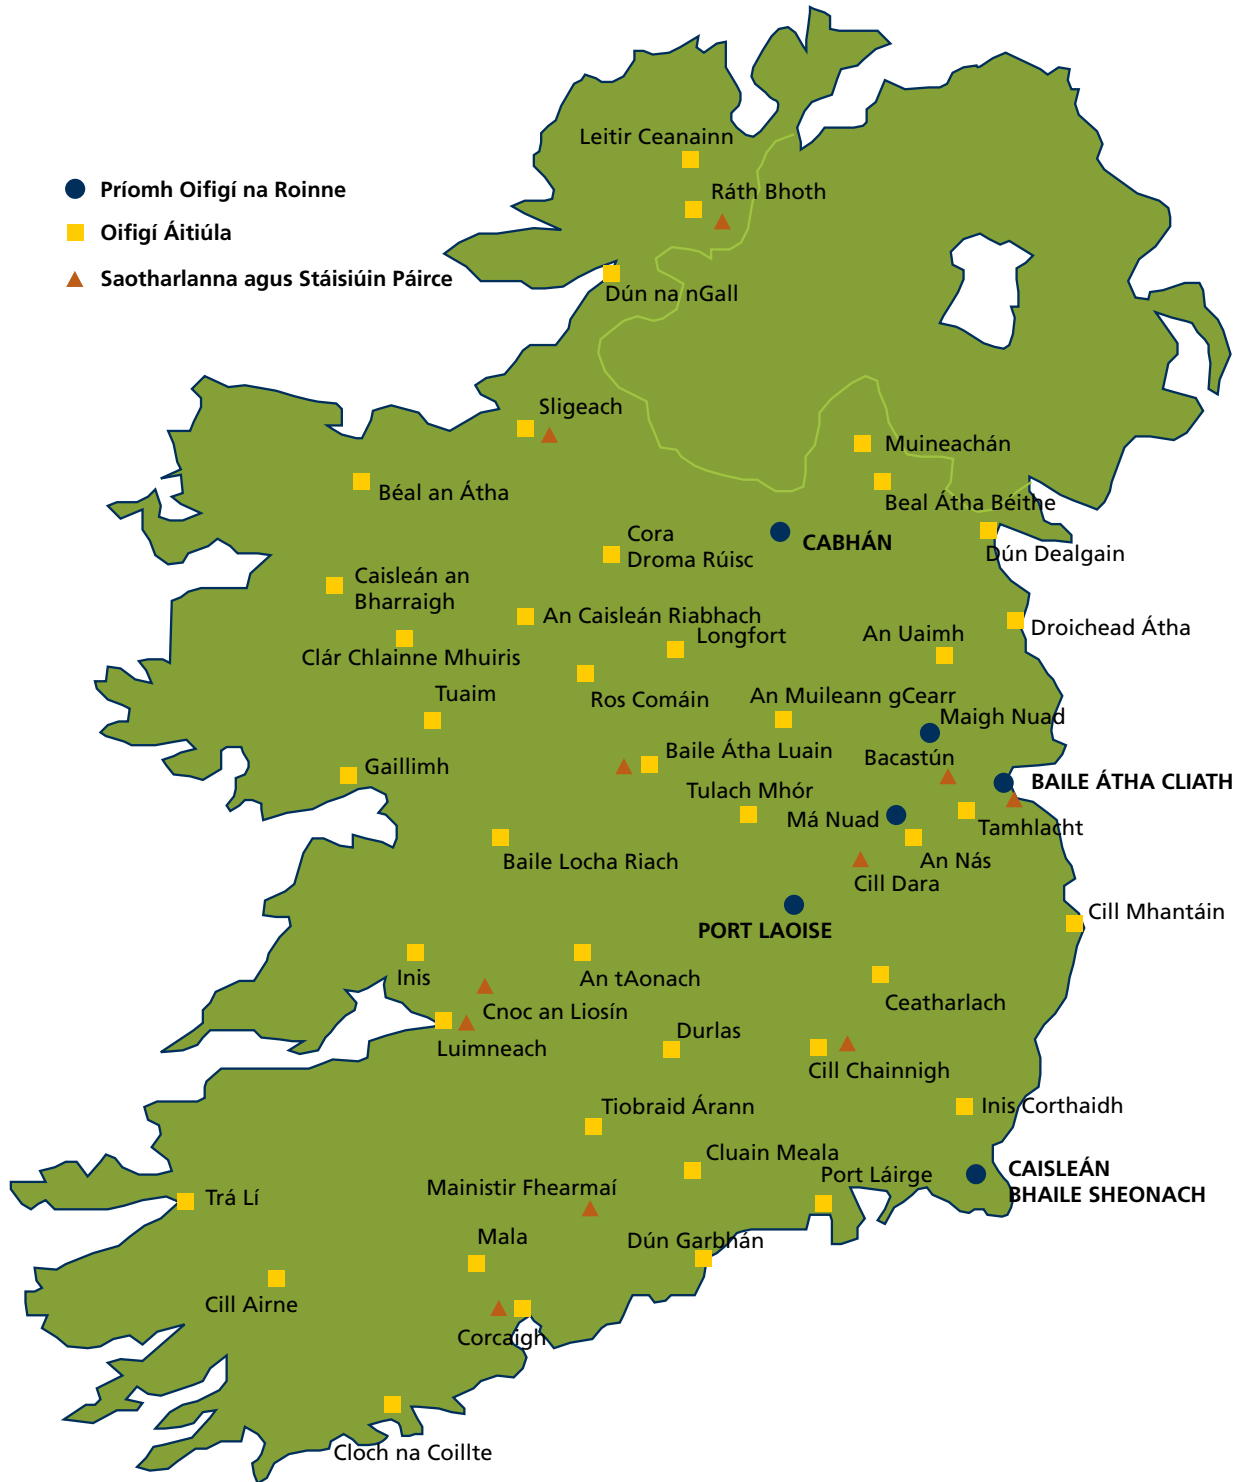 Leitir Ceanainn
Príomh Oifigí na Roinne
Ráth Bhoth
Oifigí Áitiúla
Saotharlanna agus Stáisiúin Páirce
Dún na nGall
Sligeach
Muineachán
Béal an Átha
Beal Átha Béithe
Cora
Droma Rúisc
CABHÁN
Dún Dealgain
Caisleán an
Bharraigh
An Caisleán Riabhach
Longfort
An Uaimh
Droichead Átha
Clár Chlainne Mhuiris
Tuaim
Ros Comáin
An Muileann gCearr
Maigh Nuad
Gaillimh
Baile Átha Luain
Bacastún
BAILE ÁTHA CLIATH
Tulach Mhór
Má Nuad
Tamhlacht
Baile Locha Riach
An Nás
Cill Dara
Cill Mhantáin
PORT LAOISE
Inis
An tAonach
Ceatharlach
Cnoc an Liosín
Luimneach
Durlas
Cill Chainnigh
Tiobraid Árann
Inis Corthaidh
Cluain Meala
Port Láirge
CAISLEÁN
BHAILE SHEONACH
Trá Lí
Mainistir Fhearmaí
Mala
Dún Garbhán
Cill Airne
Corcaigh
Cloch na Coillte